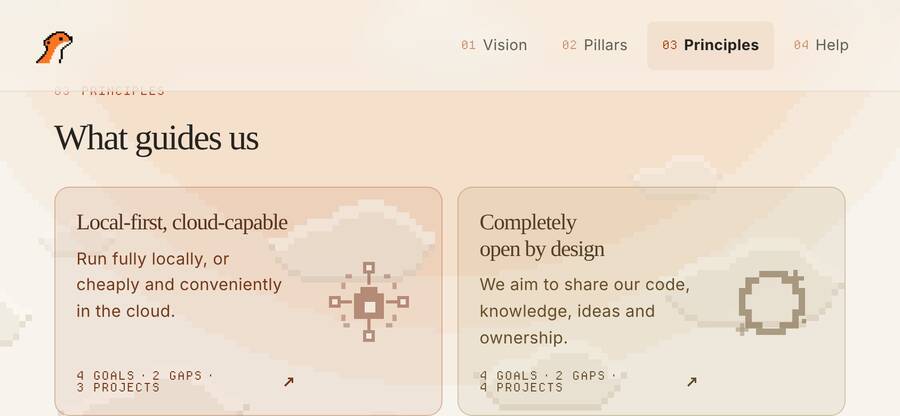 01 Vision
02 Pillars
03 Principles
04 Help
03 PRINCIPLES
What guides us
Local-first, cloud-capable
Run fully locally, or
cheaply and conveniently
in the cloud.
4 GOALS · 2 GAPS ·
3 PROJECTS
Completely
open by design
We aim to share our code,
knowledge, ideas and
ownership.
4 GOALS · 2 GAPS ·
4 PROJECTS